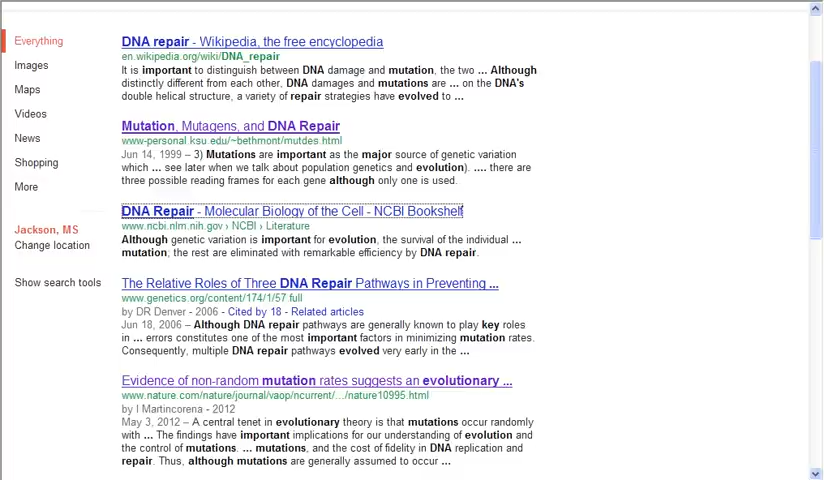 Everything
Images
Maps
Videos
News
Shopping
More
Jackson, MS
Change location
Show search tools
DNA repair - Wikipedia, the free encyclopedia
en.wikipedia.org/wiki/DNA_repair
It is important to distinguish between DNA damage and mutation, the two ... Although
distinctly different from each other, DNA damages and mutations are ... on the DNA's
double helical structure, a variety of repair strategies have evolved to ...
Mutation, Mutagens, and DNA Repair
www-personal.ksu.edu/~bethmont/mutdes.html
Jun 14, 1999 – 3) Mutations are important as the major source of genetic variation
which ... see later when we talk about population genetics and evolution). .... there are
three possible reading frames for each gene although only one is used.
DNA Repair - Molecular Biology of the Cell - NCBI Bookshelf
www.ncbi.nlm.nih.gov › NCBI › Literature
Although genetic variation is important for evolution, the survival of the individual ...
mutation; the rest are eliminated with remarkable efficiency by DNA repair.
The Relative Roles of Three DNA Repair Pathways in Preventing ...
www.genetics.org/content/174/1/57.full
by DR Denver - 2006 - Cited by 18 - Related articles
Jun 18, 2006 – Although DNA repair pathways are generally known to play key roles
in ... errors constitutes one of the most important factors in minimizing mutation rates.
Consequently, multiple DNA repair pathways evolved very early in the ...
Evidence of non-random mutation rates suggests an evolutionary ...
www.nature.com/nature/journal/vaop/ncurrent/.../nature10995.html
by I Martincorena - 2012
May 3, 2012 – A central tenet in evolutionary theory is that mutations occur randomly
with ... The findings have important implications for our understanding of evolution and
the control of mutations. ... mutations, and the cost of fidelity in DNA replication and
repair. Thus, although mutations are generally assumed to occur ...